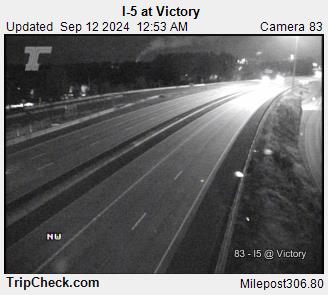 I-5 at Victory
Updated Sep 12 2024 12:53 AM Camera 83
T
NW
83 - I5 @ Victory
TripCheck.com Milepost306.80